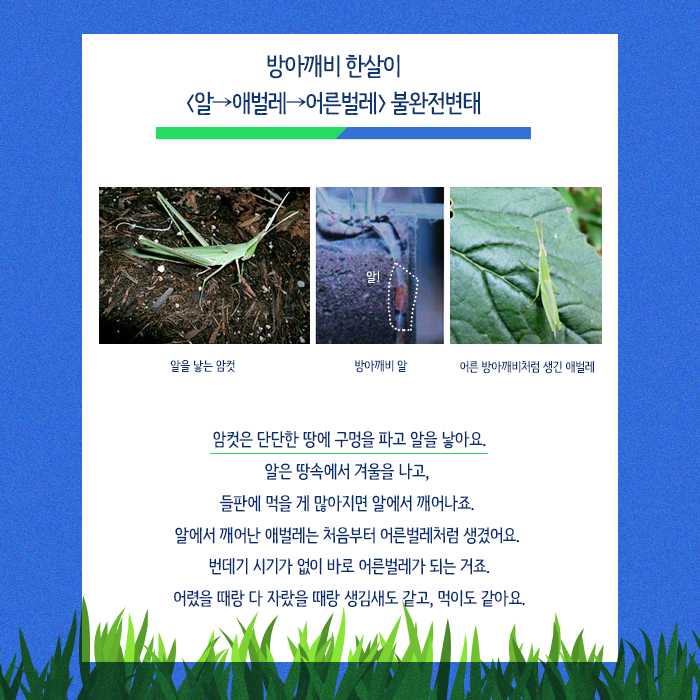 방아깨비 한살이
<알→애벌레→어른벌레> 불완전변태
알!
알을 낳는 암컷
방아깨비 알
어른 방아깨비처럼 생긴 애벌레
암컷은 단단한 땅에 구멍을 파고 알을 낳아요.
알은 땅속에서 겨울을 나고,
들판에 먹을 게 많아지면 알에서 깨어나죠.
알에서 깨어난 애벌레는 처음부터 어른벌레처럼 생겼어요.
번데기 시기가 없이 바로 어른벌레가 되는 거죠.
어렸을 때랑 다 자랐을 때랑 생김새도 같고, 먹이도 같아요.